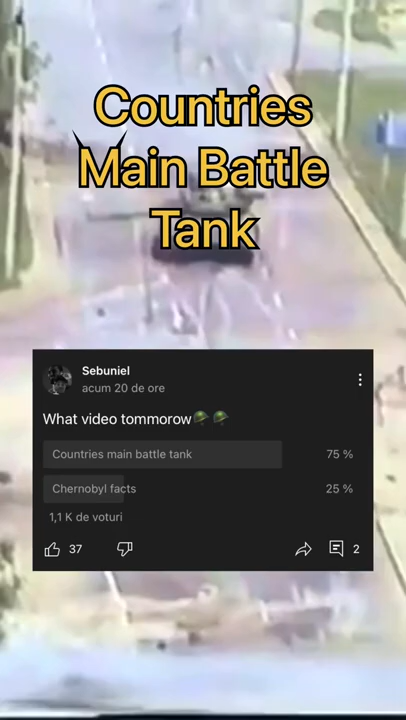 Countries
Main Battle
Tank
Sebuniel
acum 20 de ore
What video tommorow
Countries main battle tank 75 %
Chernobyl facts 25 %
1,1 K de voturi
37
2